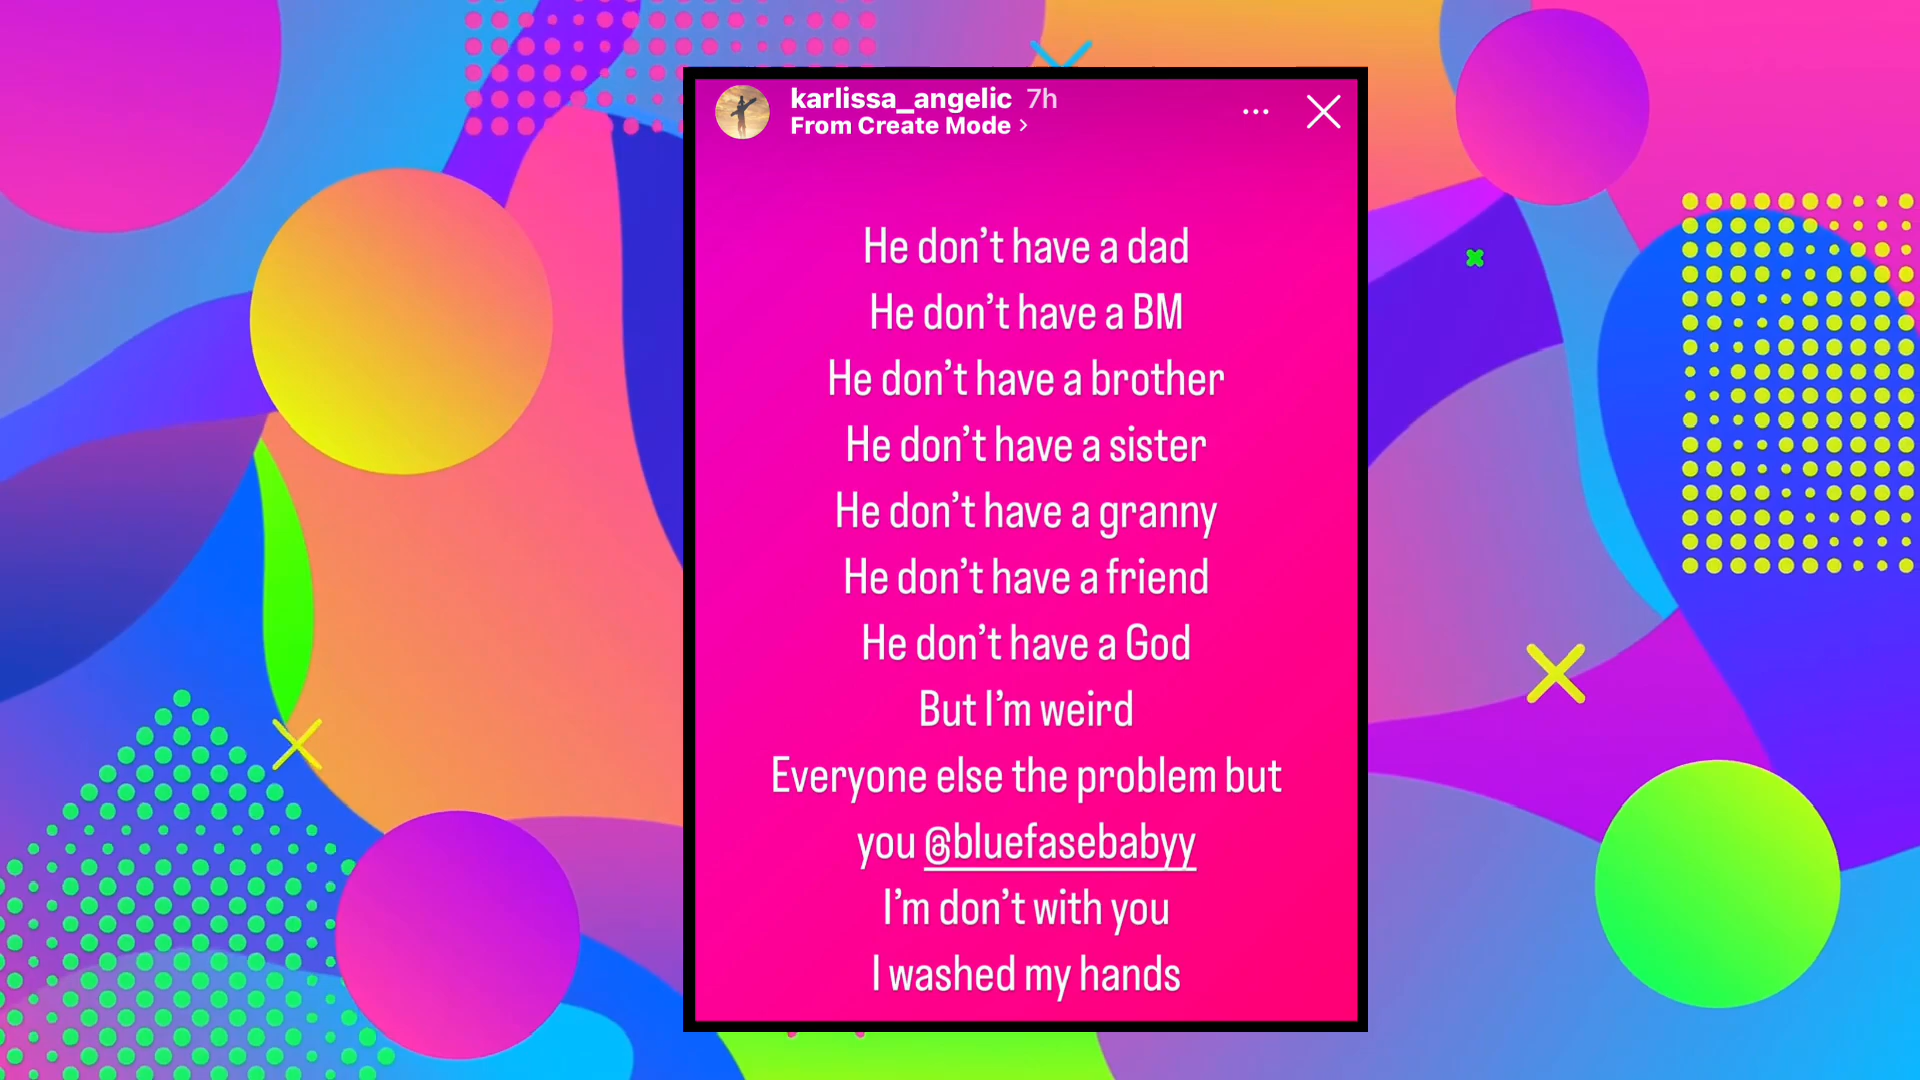 karlissa_angelic 7h
From Create Mode >
He don't have a dad
He don't have a BM
He don't have a brother
He don't have a sister
He don't have a granny
He don't have a friend
He don't have a God
But I'm weird
Everyone else the problem but
you @bluefasebabyy
I'm don't with you
I washed my hands